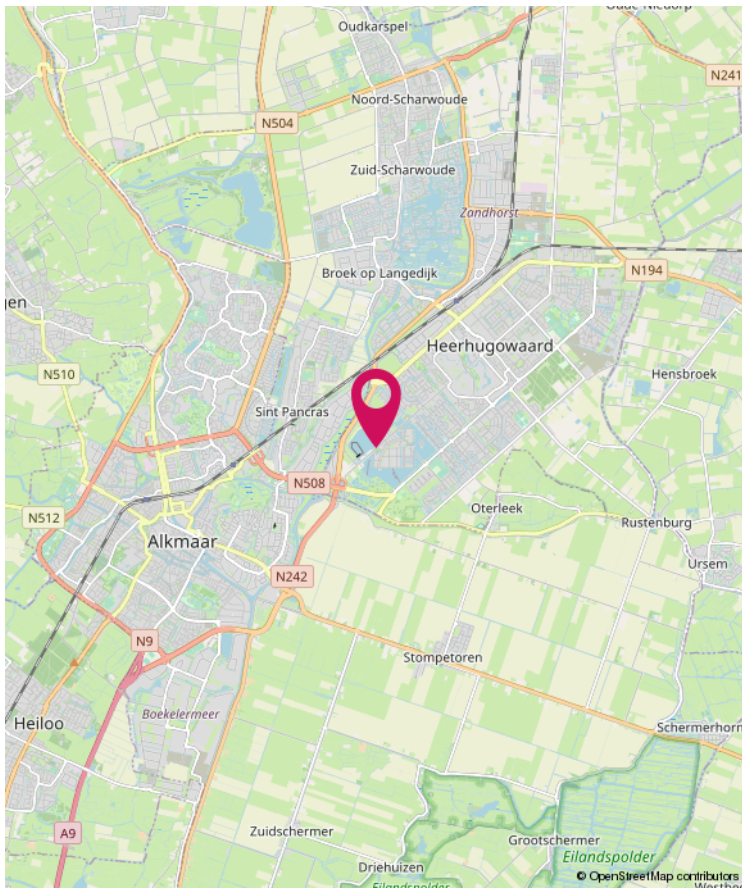 Oudkarspel
N241
Noord-Scharwoude
N504
Zuid-Scharwoude
Zandhorst
Broek op Langedijk
N194
gen
Heerhugowaard
N510
Hensbroek
Sint Pancras
N508
Oterleek
N512
Rustenburg
Alkmaar
Ursem
N242
N9
Stompetoren
Boekelermeer
Heiloo
Schermerhorn
A9
Zuidschermer
Grootschermer
Eilandspolder
Driehuizen
© OpenStreetMap contributors